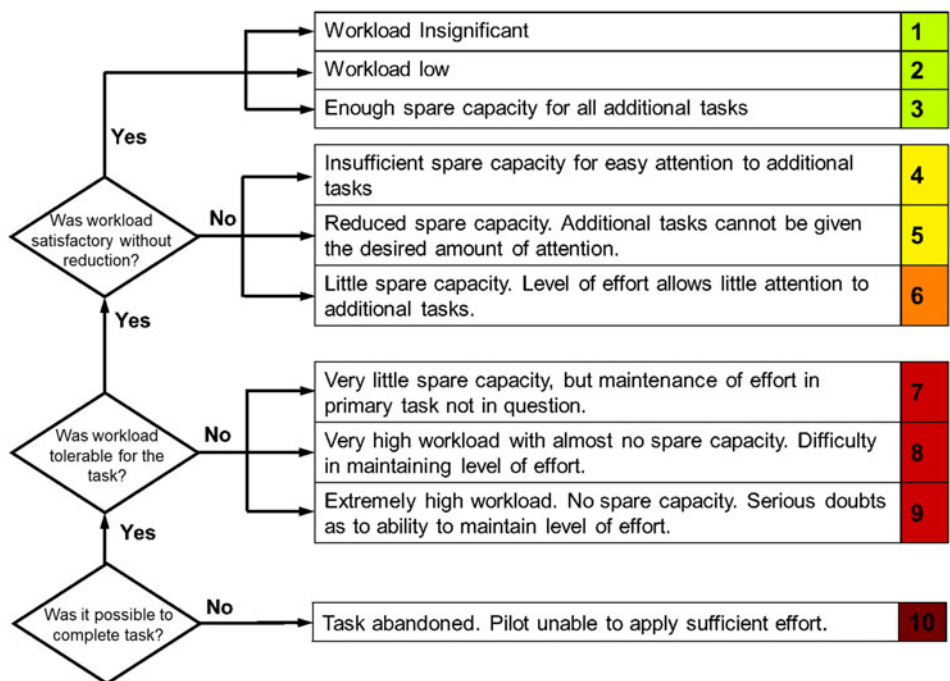 Workload Insignificant 1
Workload low 2
Enough spare capacity for all additional tasks 3
Yes
Insufficient spare capacity for easy attention to additional
tasks
4
Was workload
satisfactory without
reduction?
No
Reduced spare capacity. Additional tasks cannot be given
the desired amount of attention.
5
Little spare capacity. Level of effort allows little attention to
additional tasks.
6
Yes
Very little spare capacity, but maintenance of effort in
primary task not in question.
7
Was workload
tolerable for the
task?
No
Very high workload with almost no spare capacity. Difficulty
in maintaining level of effort.
8
Extremely high workload. No spare capacity. Serious doubts
as to ability to maintain level of effort.
9
Yes
Was it possible to
complete task?
No
Task abandoned. Pilot unable to apply sufficient effort.
10